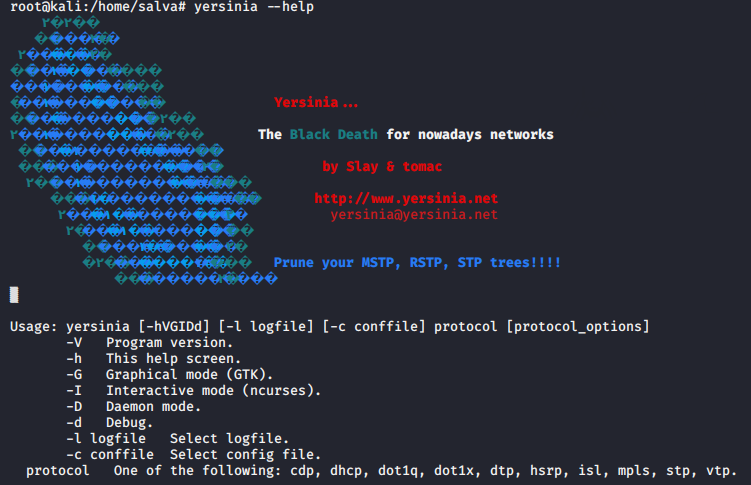 root@kali:/home/salva# yersinia --help
Yersinia...
The Black Death for nowadays networks
by Slay & tomac
http://www.yersinia.net
yersinia@yersinia.net
Prune your MSTP, RSTP, STP trees!!!!
Usage: yersinia [-hVGIDd] [-l logfile] [-c conffile] protocol [protocol_options]
-V   Program version.
-h   This help screen.
-G   Graphical mode (GTK).
-I   Interactive mode (ncurses).
-D   Daemon mode.
-d   Debug.
-l logfile   Select logfile.
-c conffile  Select config file.
protocol   One of the following: cdp, dhcp, dot1q, dot1x, dtp, hsrp, isl, mpls, stp, vtp.